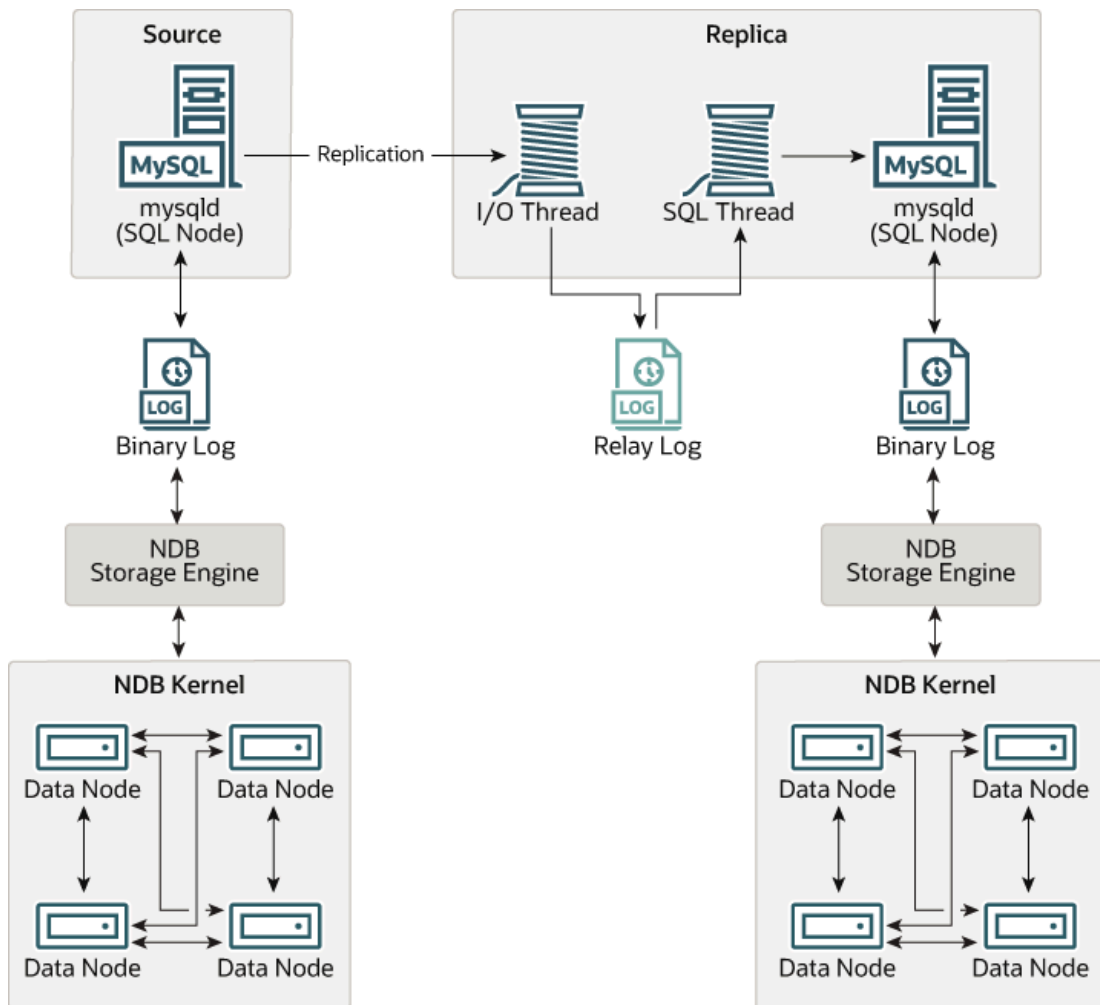 Source
Replica
MySQL
mysqld
(SQL Node)
Replication
I/O Thread
SQL Thread
MySQL
mysqld
(SQL Node)
LOG
Binary Log
LOG
Relay Log
LOG
Binary Log
NDB
Storage Engine
NDB
Storage Engine
NDB Kernel
Data Node
Data Node
Data Node
Data Node
NDB Kernel
Data Node
Data Node
Data Node
Data Node